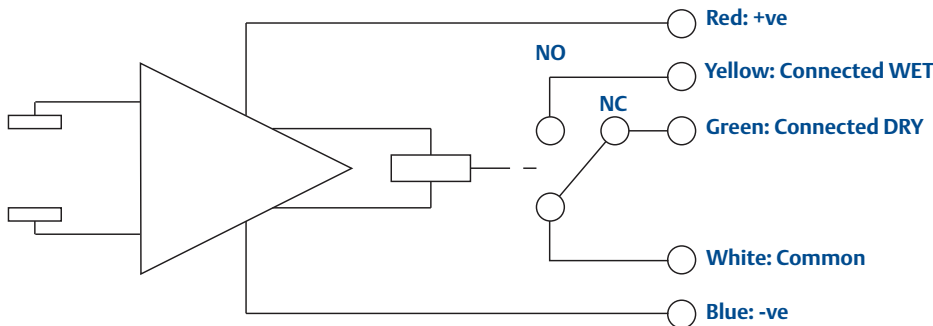 Red: +ve
NO
Yellow: Connected WET
NC
Green: Connected DRY
White: Common
Blue: -ve